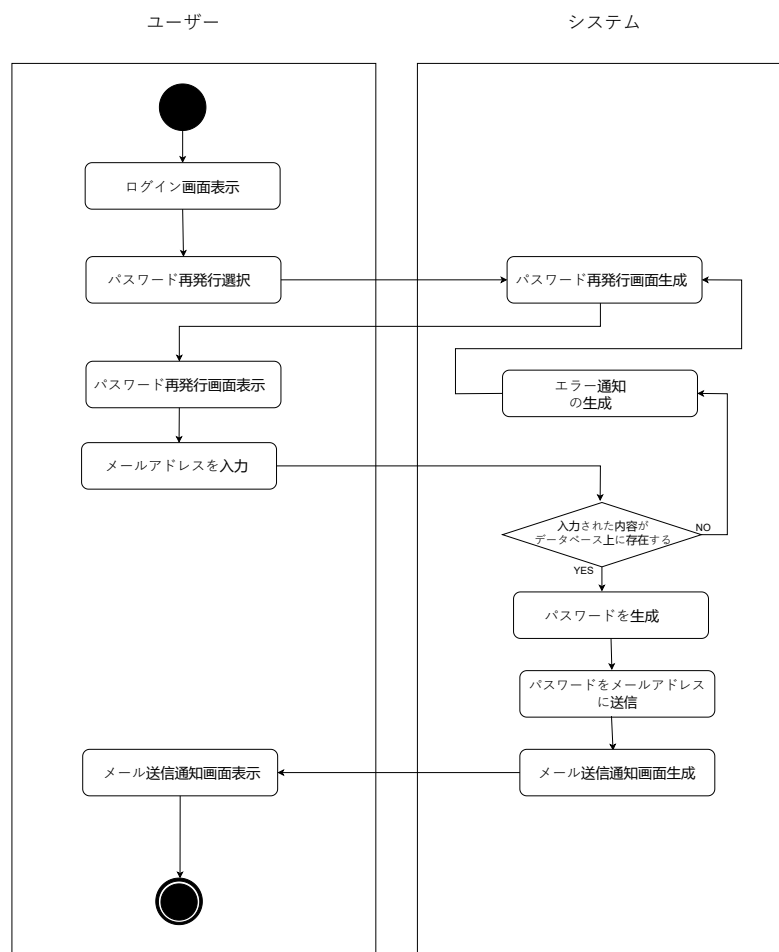 ユーザー
システム
ログイン画面表示
パスワード再発行選択
パスワード再発行画面生成
パスワード再発行画面表示
エラー通知
の生成
メールアドレスを入力
入力された内容が
データベース上に存在する
NO
YES
パスワードを生成
パスワードをメールアドレス
に送信
メール送信通知画面表示
メール送信通知画面生成